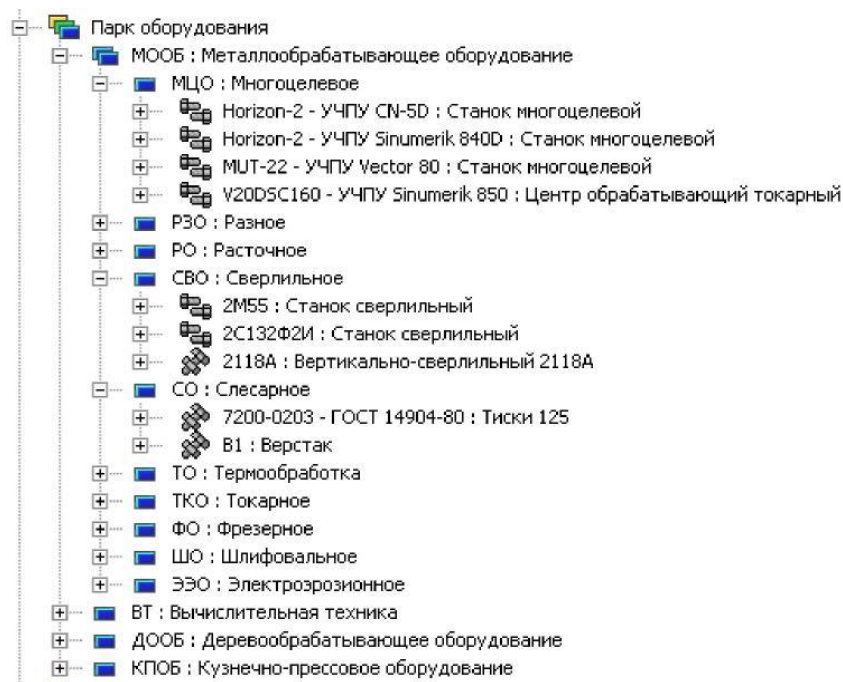 Парк оборудования
МООБ : Металлообрабатывающее оборудование
МЦО : Многоцелевое
Horizon-2 - УЧПУ CN-5D : Станок многоцелевой
Horizon-2 - УЧПУ Sinumerik 840D : Станок многоцелевой
MUT-22 - УЧПУ Vector 80 : Станок многоцелевой
V20DSC160 - УЧПУ Sinumerik 850 : Центр обрабатывающий токарный
РЗО : Разное
РО : Расточное
СВО : Сверлильное
2М55 : Станок сверлильный
2С132Ф2И : Станок сверлильный
2118А : Вертикально-сверлильный 2118А
СО : Слесарное
7200-0203 - ГОСТ 14904-80 : Тиски 125
В1 : Верстак
ТО : Термообработка
ТКО : Токарное
ФО : Фрезерное
ШО : Шлифовальное
ЭЭО : Электроэрозионное
ВТ : Вычислительная техника
ДООБ : Деревообрабатывающее оборудование
КПОБ : Кузнечно-прессовое оборудование